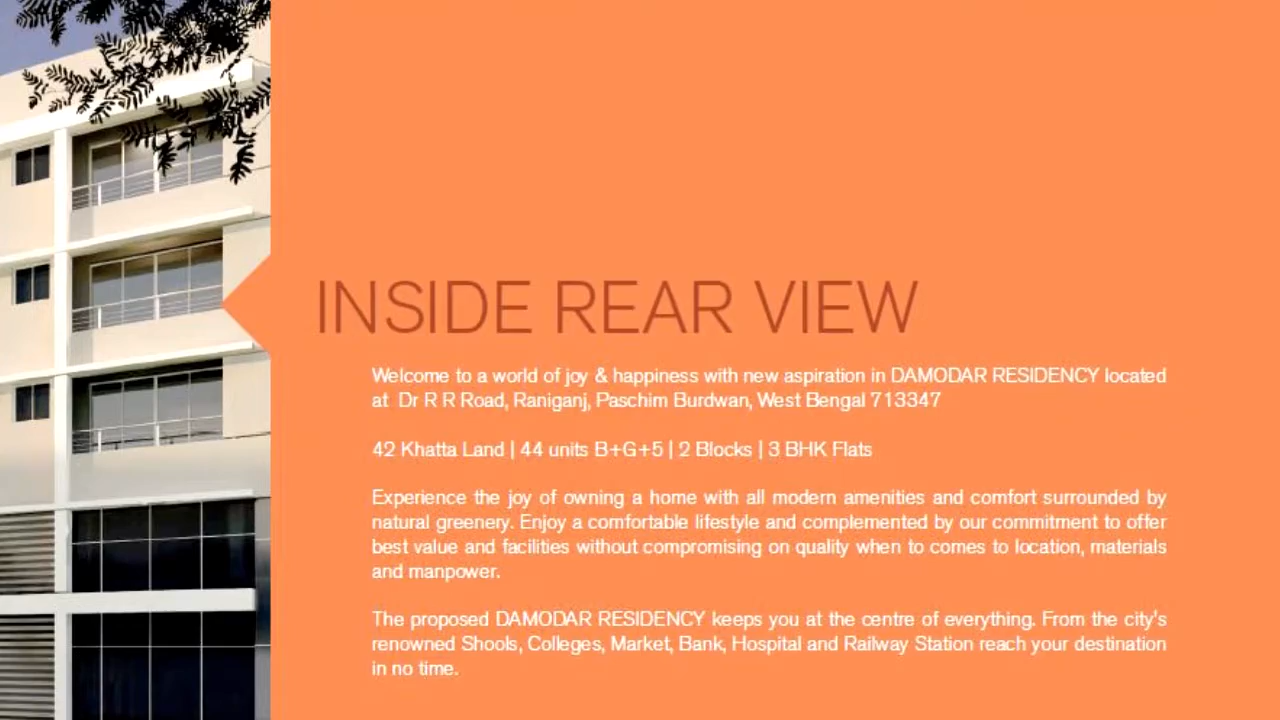 INSIDE REAR VIEW
Welcome to a world of joy & happiness with new aspiration in DAMODAR RESIDENCY located
at Dr R R Road, Raniganj, Paschim Burdwan, West Bengal 713347
42 Khatta Land | 44 units B+G+5 | 2 Blocks | 3 BHK Flats
Experience the joy of owning a home with all modern amenities and comfort surrounded by
natural greenery. Enjoy a comfortable lifestyle and complemented by our commitment to offer
best value and facilities without compromising on quality when to comes to location, materials
and manpower.
The proposed DAMODAR RESIDENCY keeps you at the centre of everything. From the city's
renowned Shools, Colleges, Market, Bank, Hospital and Railway Station reach your destination
in no time.